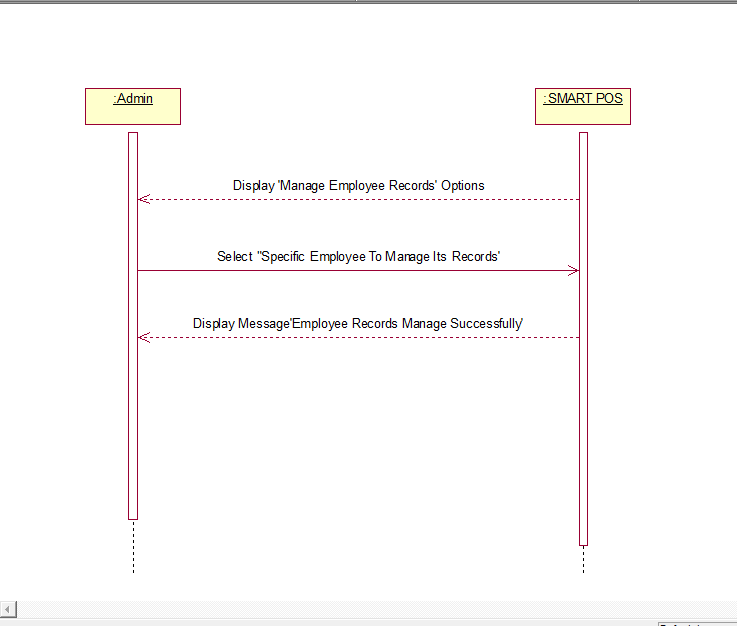 :Admin
:SMART POS
Display 'Manage Employee Records' Options
Select "Specific Employee To Manage Its Records'
Display Message'Employee Records Manage Successfully'